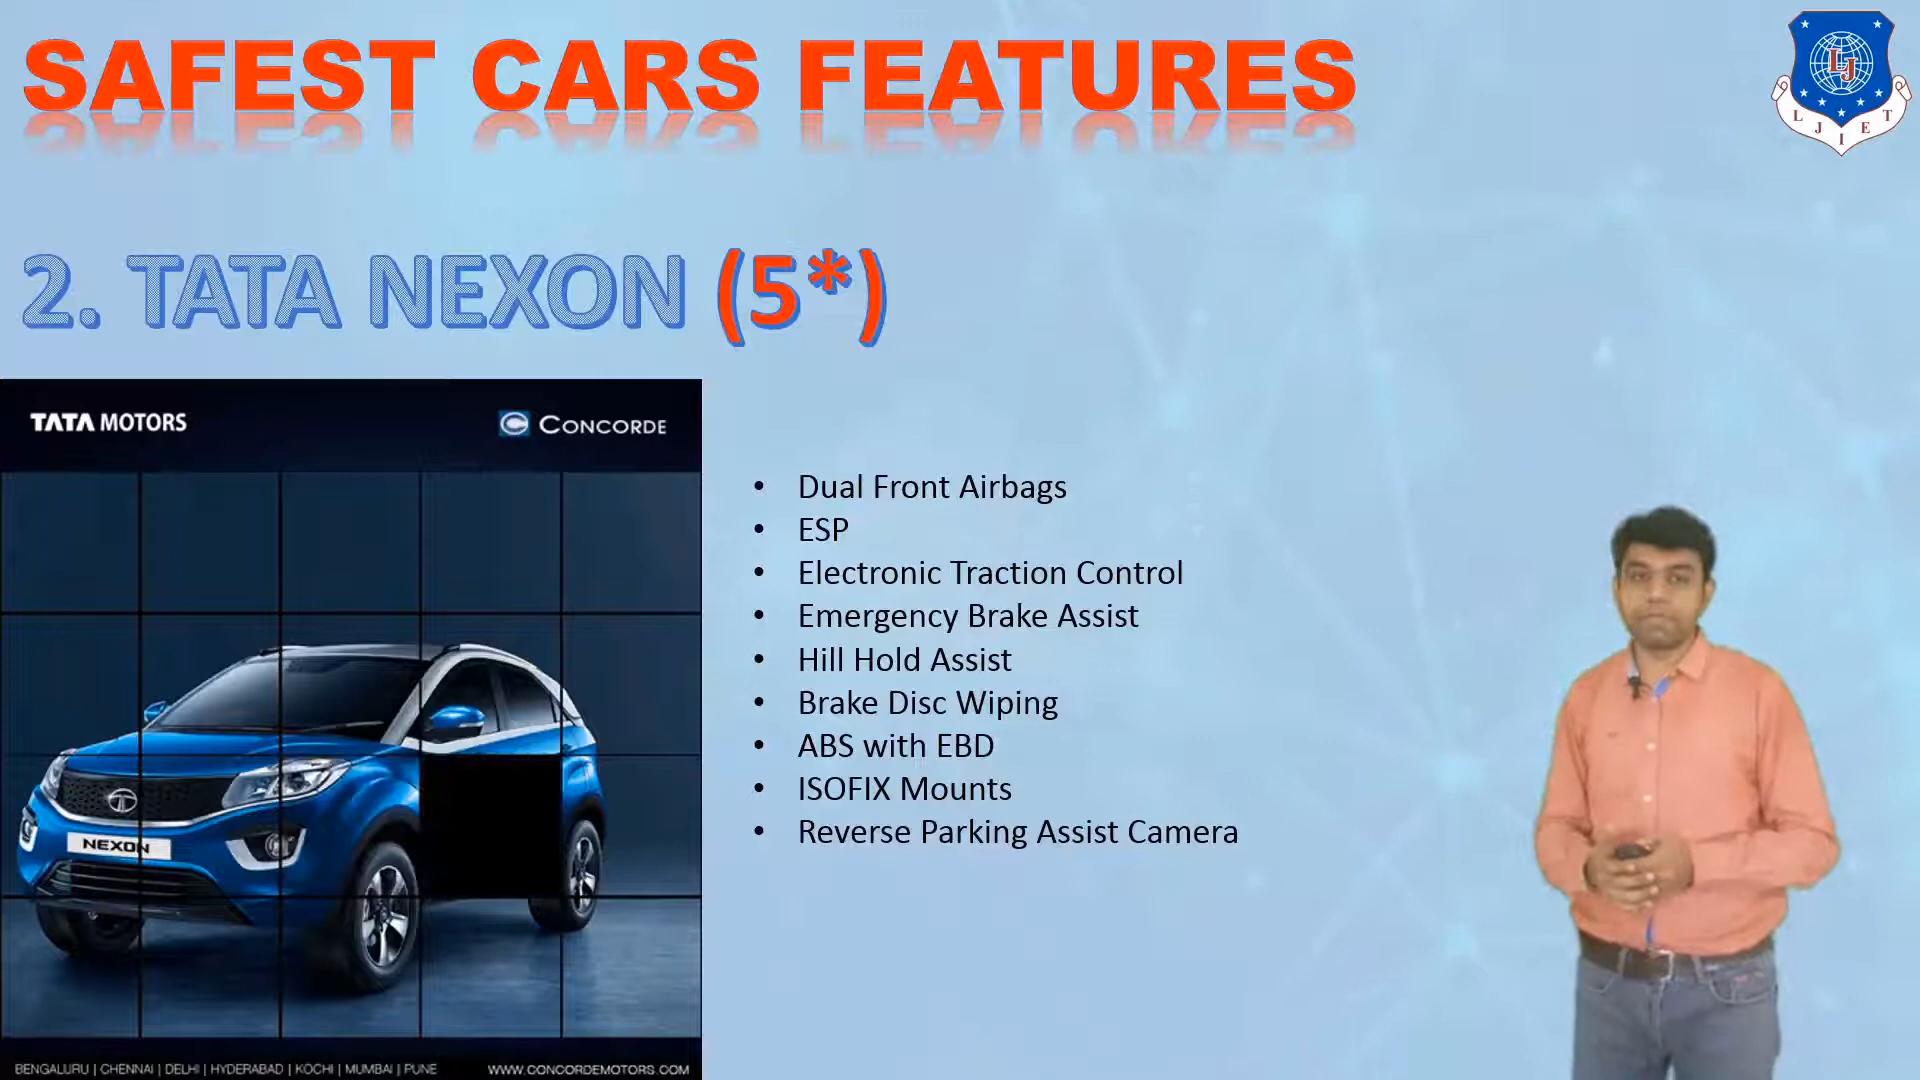 SAFEST CARS FEATURES
LJ
L J I E T
2. TATA NEXON (5*)
TATA MOTORS
CONCORDE
• Dual Front Airbags
• ESP
• Electronic Traction Control
• Emergency Brake Assist
• Hill Hold Assist
• Brake Disc Wiping
• ABS with EBD
• ISOFIX Mounts
• Reverse Parking Assist Camera
NEXON
BENGALURU | CHENNAI | DELHI | HYDERABAD | KOCHI | MUMBAI | PUNE
WWW.CONCORDEMOTORS.COM